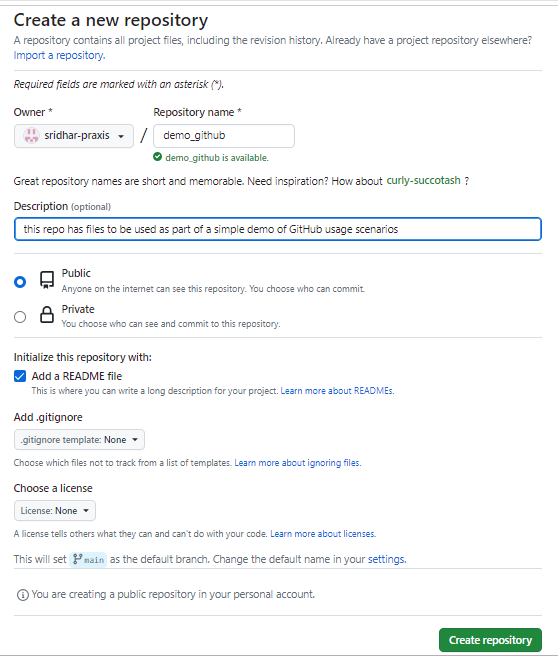 Create a new repository
A repository contains all project files, including the revision history. Already have a project repository elsewhere?
Import a repository.
Required fields are marked with an asterisk (*).
Owner * Repository name *
sridhar-praxis / demo_github
demo_github is available.
Great repository names are short and memorable. Need inspiration? How about curly-succotash ?
Description (optional)
this repo has files to be used as part of a simple demo of GitHub usage scenarios
Public
Anyone on the internet can see this repository. You choose who can commit.
Private
You choose who can see and commit to this repository.
Initialize this repository with:
Add a README file
This is where you can write a long description for your project. Learn more about READMEs.
Add .gitignore
.gitignore template: None
Choose which files not to track from a list of templates. Learn more about ignoring files.
Choose a license
License: None
A license tells others what they can and can't do with your code. Learn more about licenses.
This will set main as the default branch. Change the default name in your settings.
You are creating a public repository in your personal account.
Create repository